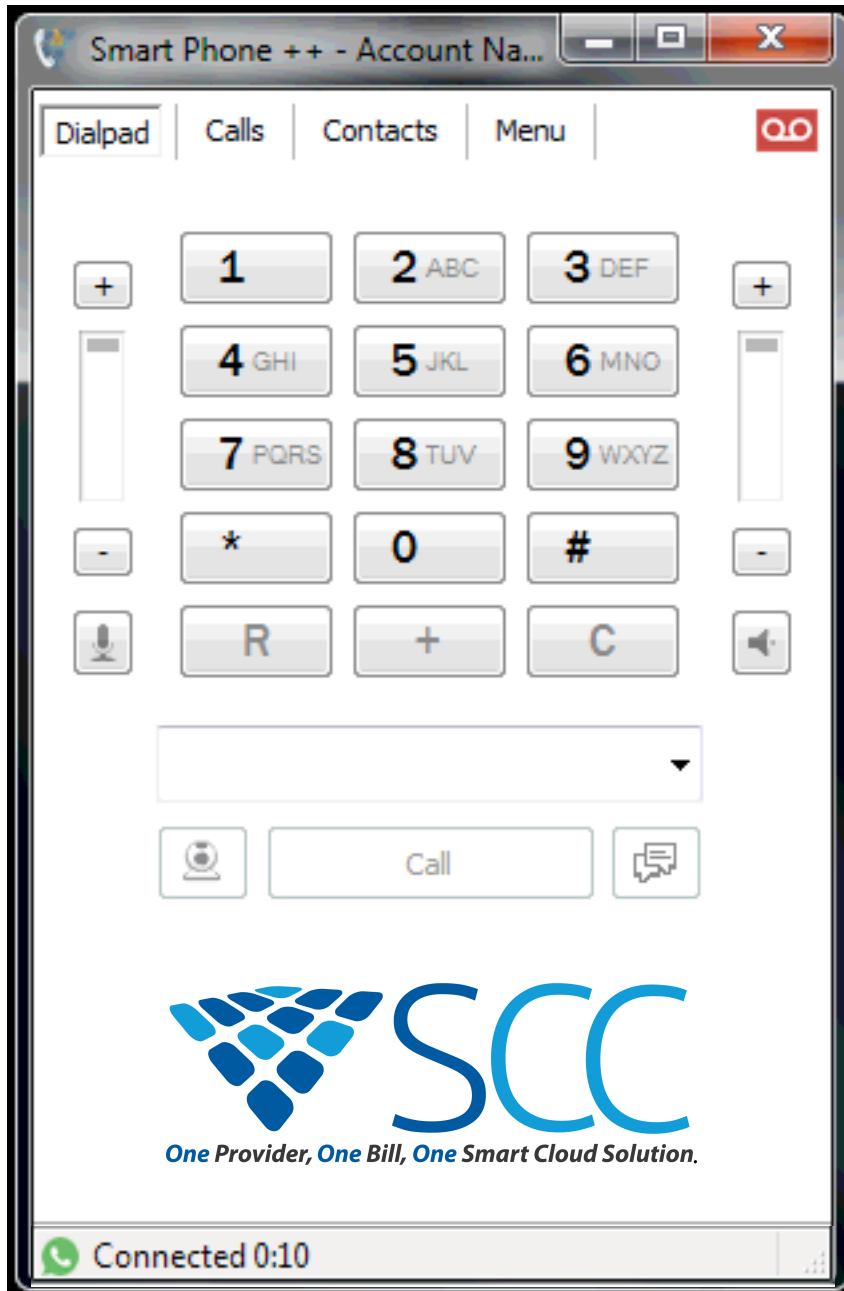 Smart Phone ++ - Account Na...
Dialpad Calls Contacts Menu
+ 1 2 ABC 3 DEF +
4 GHI 5 JKL 6 MNO
7 PQRS 8 TUV 9 WXYZ
- * 0 # -
R + C
Call
SCC
One Provider, One Bill, One Smart Cloud Solution.
Connected 0:10